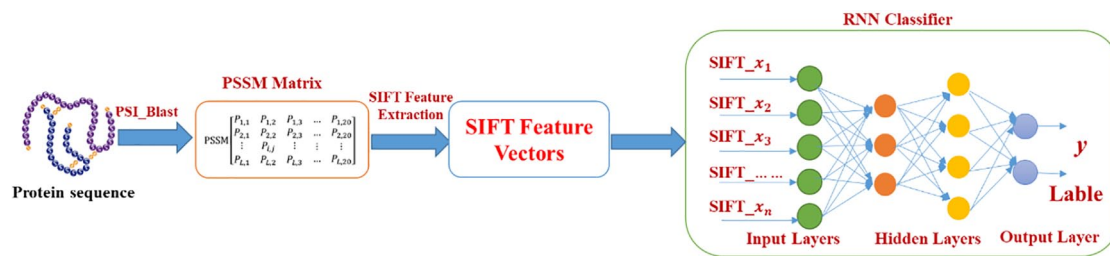 RNN Classifier
PSI_Blast
PSSM Matrix
PSSM
P1,1 P1,2 P1,3 ... P1,20
P2,1 P2,2 P2,3 ... P2,20
⋮ Pi,j ⋮ ⋮ ⋮
PL,1 PL,2 PL,3 ... PL,20
SIFT Feature
Extraction
SIFT Feature
Vectors
SIFT_x1
SIFT_x2
SIFT_x3
SIFT_... ...
SIFT_xn
y
Lable
Protein sequence
Input Layers
Hidden Layers
Output Layer